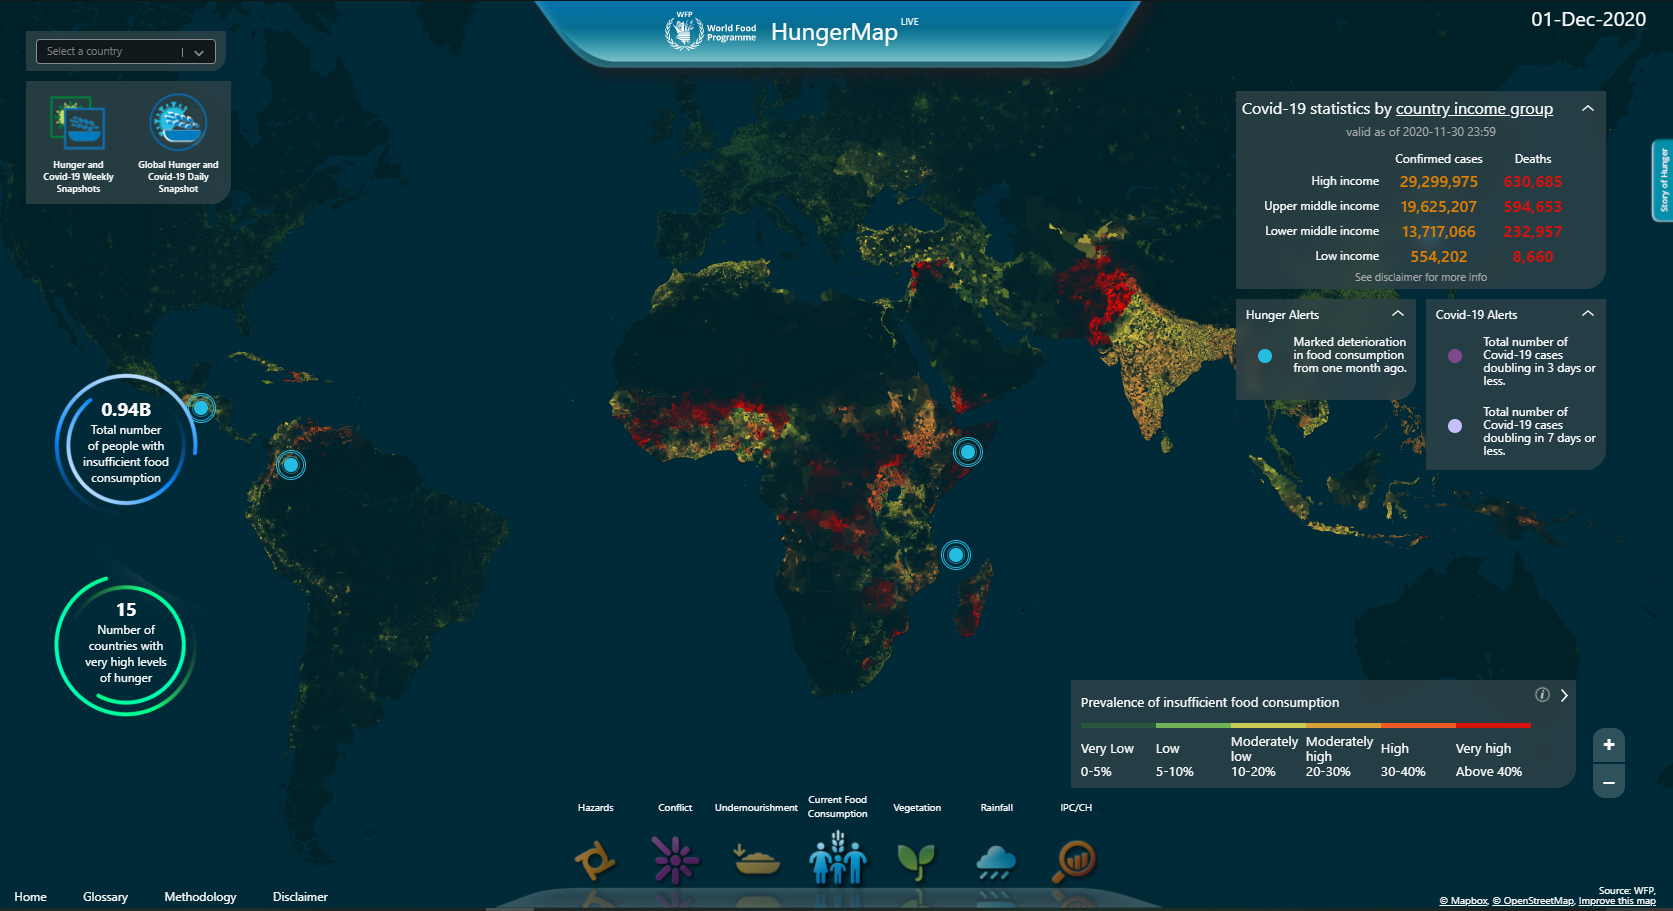 WFP
World Food
Programme
HungerMap LIVE
01-Dec-2020
Select a country
Hunger and
Covid-19 Weekly
Snapshots
Global Hunger and
Covid-19 Daily
Snapshot
Covid-19 statistics by country income group
valid as of 2020-11-30 23:59
Confirmed cases Deaths
High income 29,299,975 630,685
Upper middle income 19,625,207 594,653
Lower middle income 13,717,066 232,957
Low income 554,202 8,660
See disclaimer for more info
Story of Hunger
Hunger Alerts
Marked deterioration
in food consumption
from one month ago.
Covid-19 Alerts
Total number of
Covid-19 cases
doubling in 3 days or
less.
Total number of
Covid-19 cases
doubling in 7 days or
less.
0.94B
Total number
of people with
insufficient food
consumption
15
Number of
countries with
very high levels
of hunger
Prevalence of insufficient food consumption
i
Very Low Low Moderately low Moderately high High Very high
0-5% 5-10% 10-20% 20-30% 30-40% Above 40%
Hazards Conflict Undernourishment Current Food Consumption Vegetation Rainfall IPC/CH
Home Glossary Methodology Disclaimer
Source: WFP,
© Mapbox, © OpenStreetMap, Improve this map